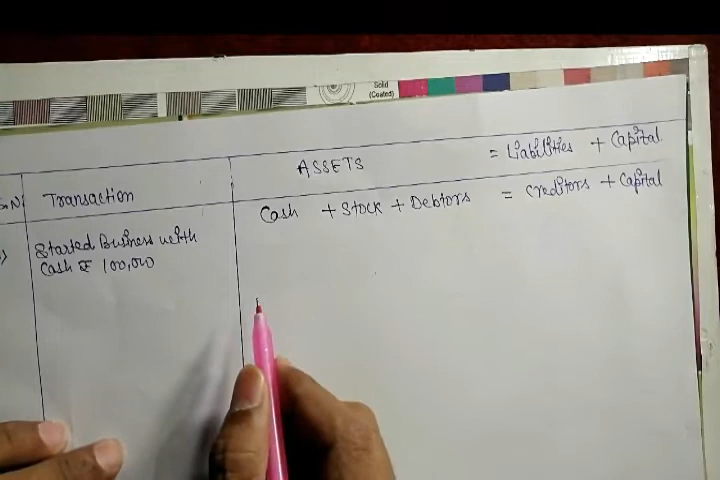 Solid
(Coated)
S.N
Transaction
ASSETS = Liabilities + Capital
Cash + Stock + Debtors = Creditors + Capital
) Started Business with
Cash ₹ 100,000